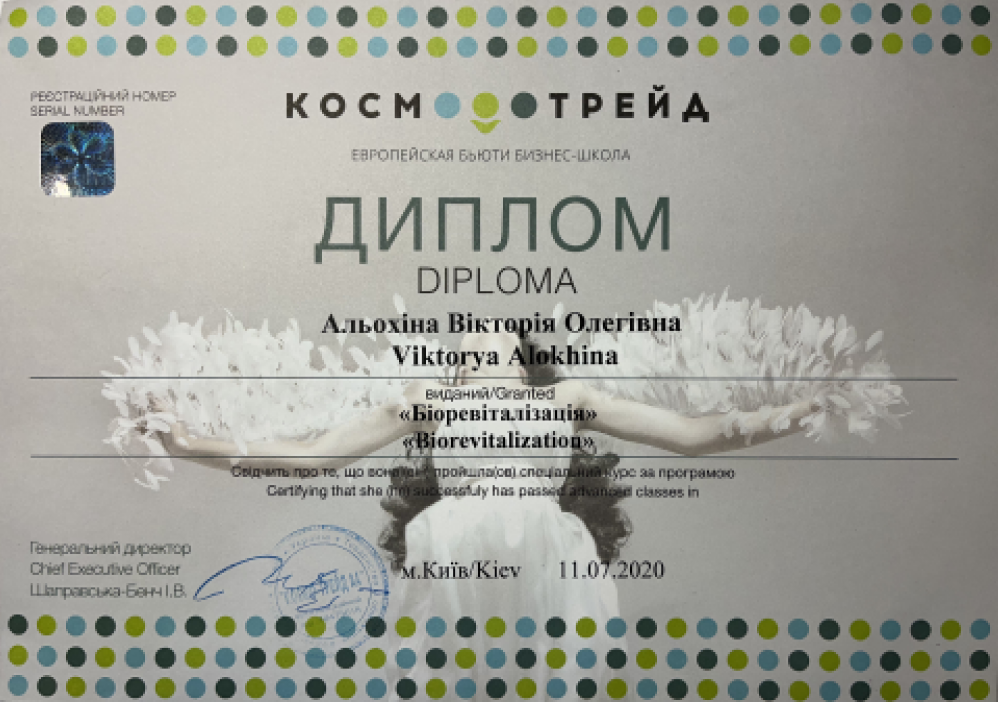 РЕЄСТРАЦІЙНИЙ НОМЕР
SERIAL NUMBER
КОСМОТРЕЙД
ЕВРОПЕЙСКАЯ БЬЮТИ БИЗНЕС-ШКОЛА
ДИПЛОМ
DIPLOMA
Альохіна Вікторія Олегівна
Viktorya Alokhina
виданий/Granted
«Біоревіталізація»
«Biorevitalization»
Свідчить про те, що вона (він) пройшла(ов) спеціальний курс за програмою
Certifying that she (he) successfuly has passed advanced classes in
Генеральний директор
Chief Executive Officer
Шаправська-Бенч І.В.
м.Київ/Kiev 11.07.2020